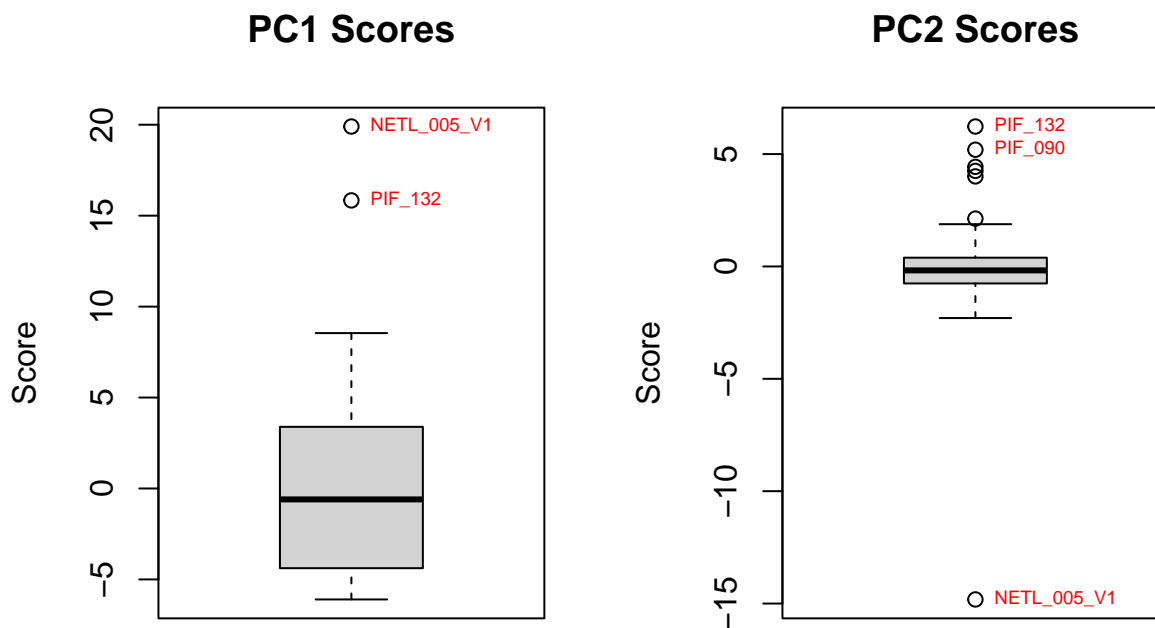 PC1 Scores
Score
20
15
10
5
0
−5
NETL_005_V1
PIF_132
PC2 Scores
Score
5
0
−5
−10
−15
PIF_132
PIF_090
NETL_005_V1